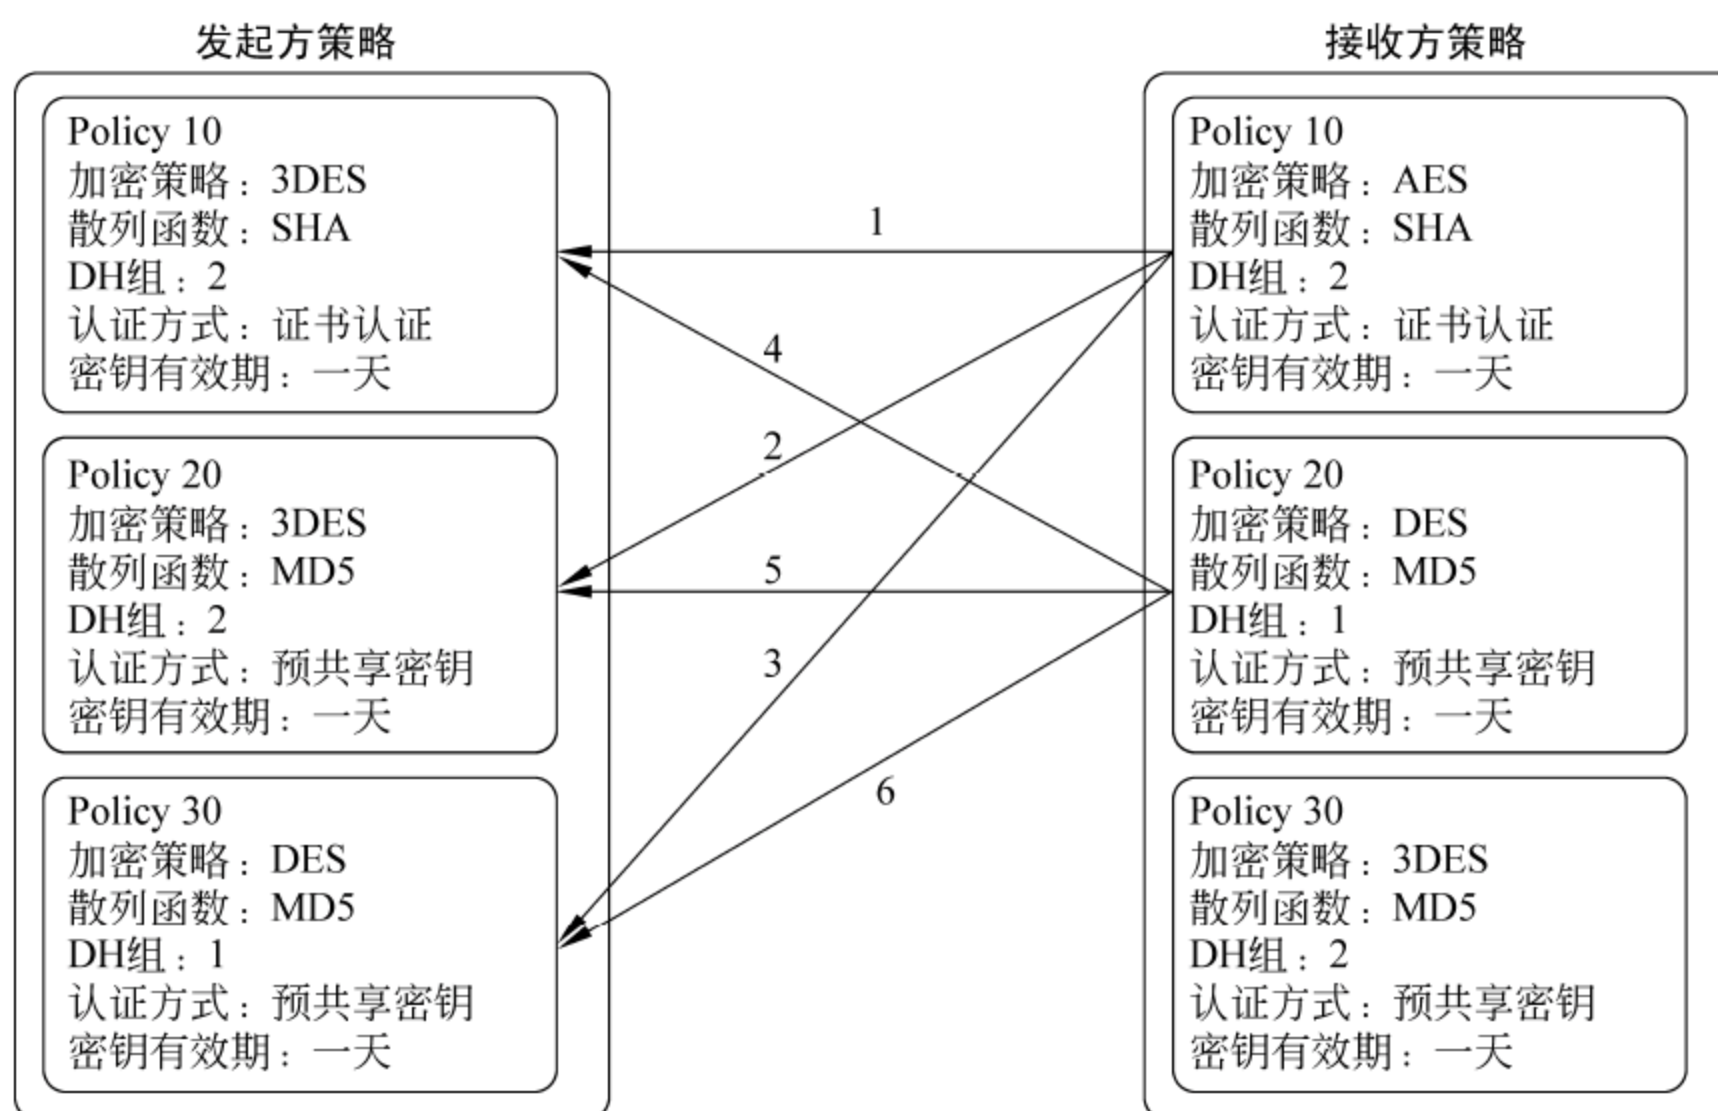 发起方策略
Policy 10
加密策略：3DES
散列函数：SHA
DH组：2
认证方式：证书认证
密钥有效期：一天
Policy 20
加密策略：3DES
散列函数：MD5
DH组：2
认证方式：预共享密钥
密钥有效期：一天
Policy 30
加密策略：DES
散列函数：MD5
DH组：1
认证方式：预共享密钥
密钥有效期：一天
1
4
2
5
3
6
接收方策略
Policy 10
加密策略：AES
散列函数：SHA
DH组：2
认证方式：证书认证
密钥有效期：一天
Policy 20
加密策略：DES
散列函数：MD5
DH组：1
认证方式：预共享密钥
密钥有效期：一天
Policy 30
加密策略：3DES
散列函数：MD5
DH组：2
认证方式：预共享密钥
密钥有效期：一天